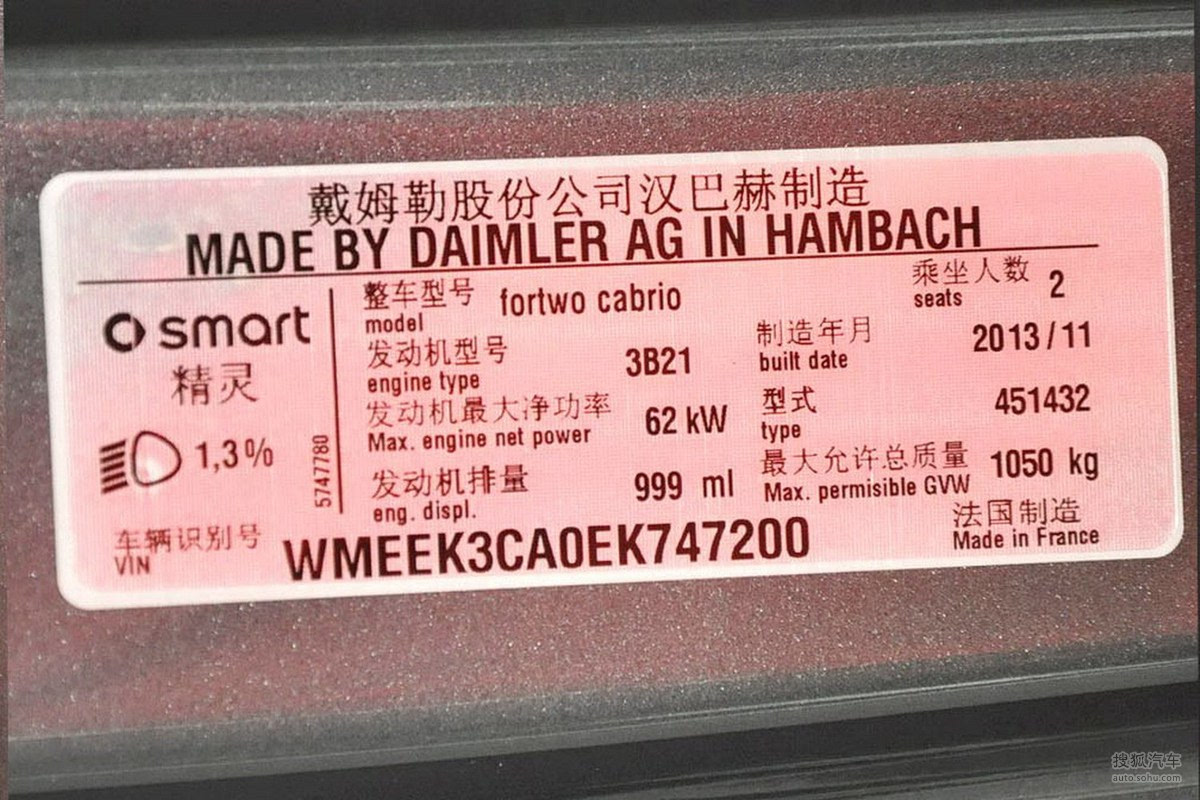 戴姆勒股份公司汉巴赫制造
MADE BY DAIMLER AG IN HAMBACH
smart
精灵
1,3%
5747780
整车型号 fortwo cabrio
model
乘坐人数 2
seats
发动机型号 3B21
engine type
制造年月 2013/11
built date
发动机最大净功率 62 kW
Max. engine net power
型式 451432
type
发动机排量 999 ml
eng. displ.
最大允许总质量 1050 kg
Max. permisible GVW
车辆识别号 WMEEK3CA0EK747200
VIN
法国制造
Made in France
搜狐汽车
auto.sohu.com